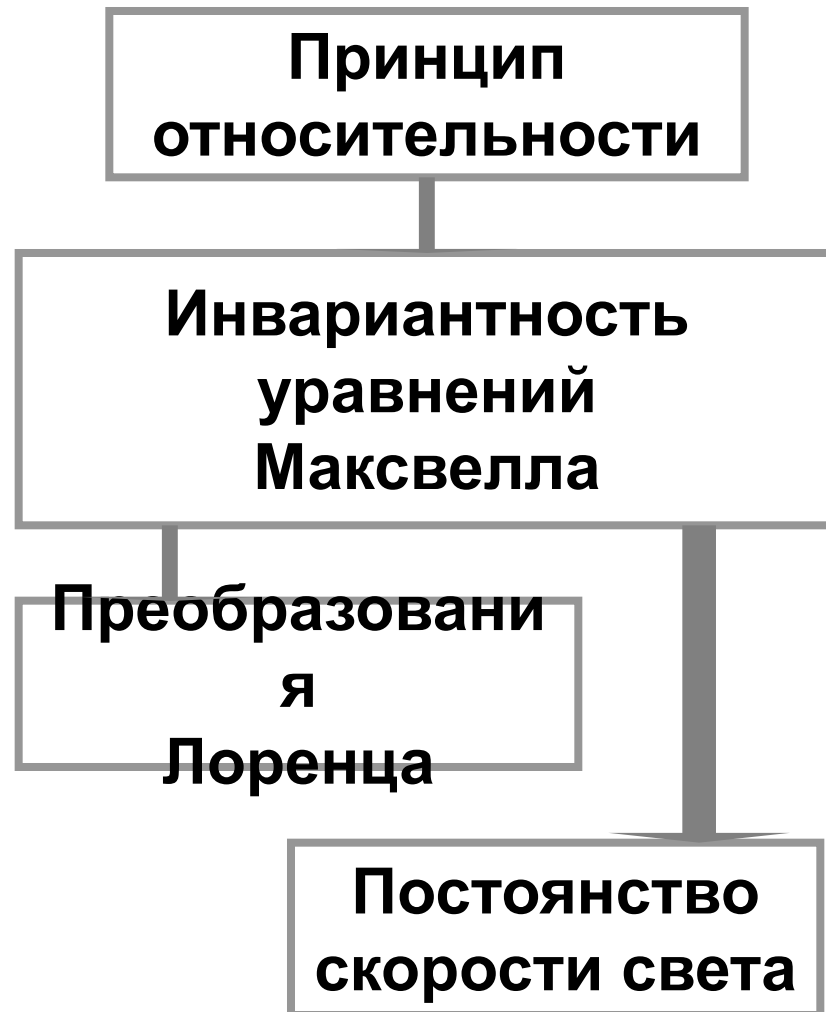 Принцип
относительности
Инвариантность
уравнений
Максвелла
Преобразовани
я
Лоренца
Постоянство
скорости света